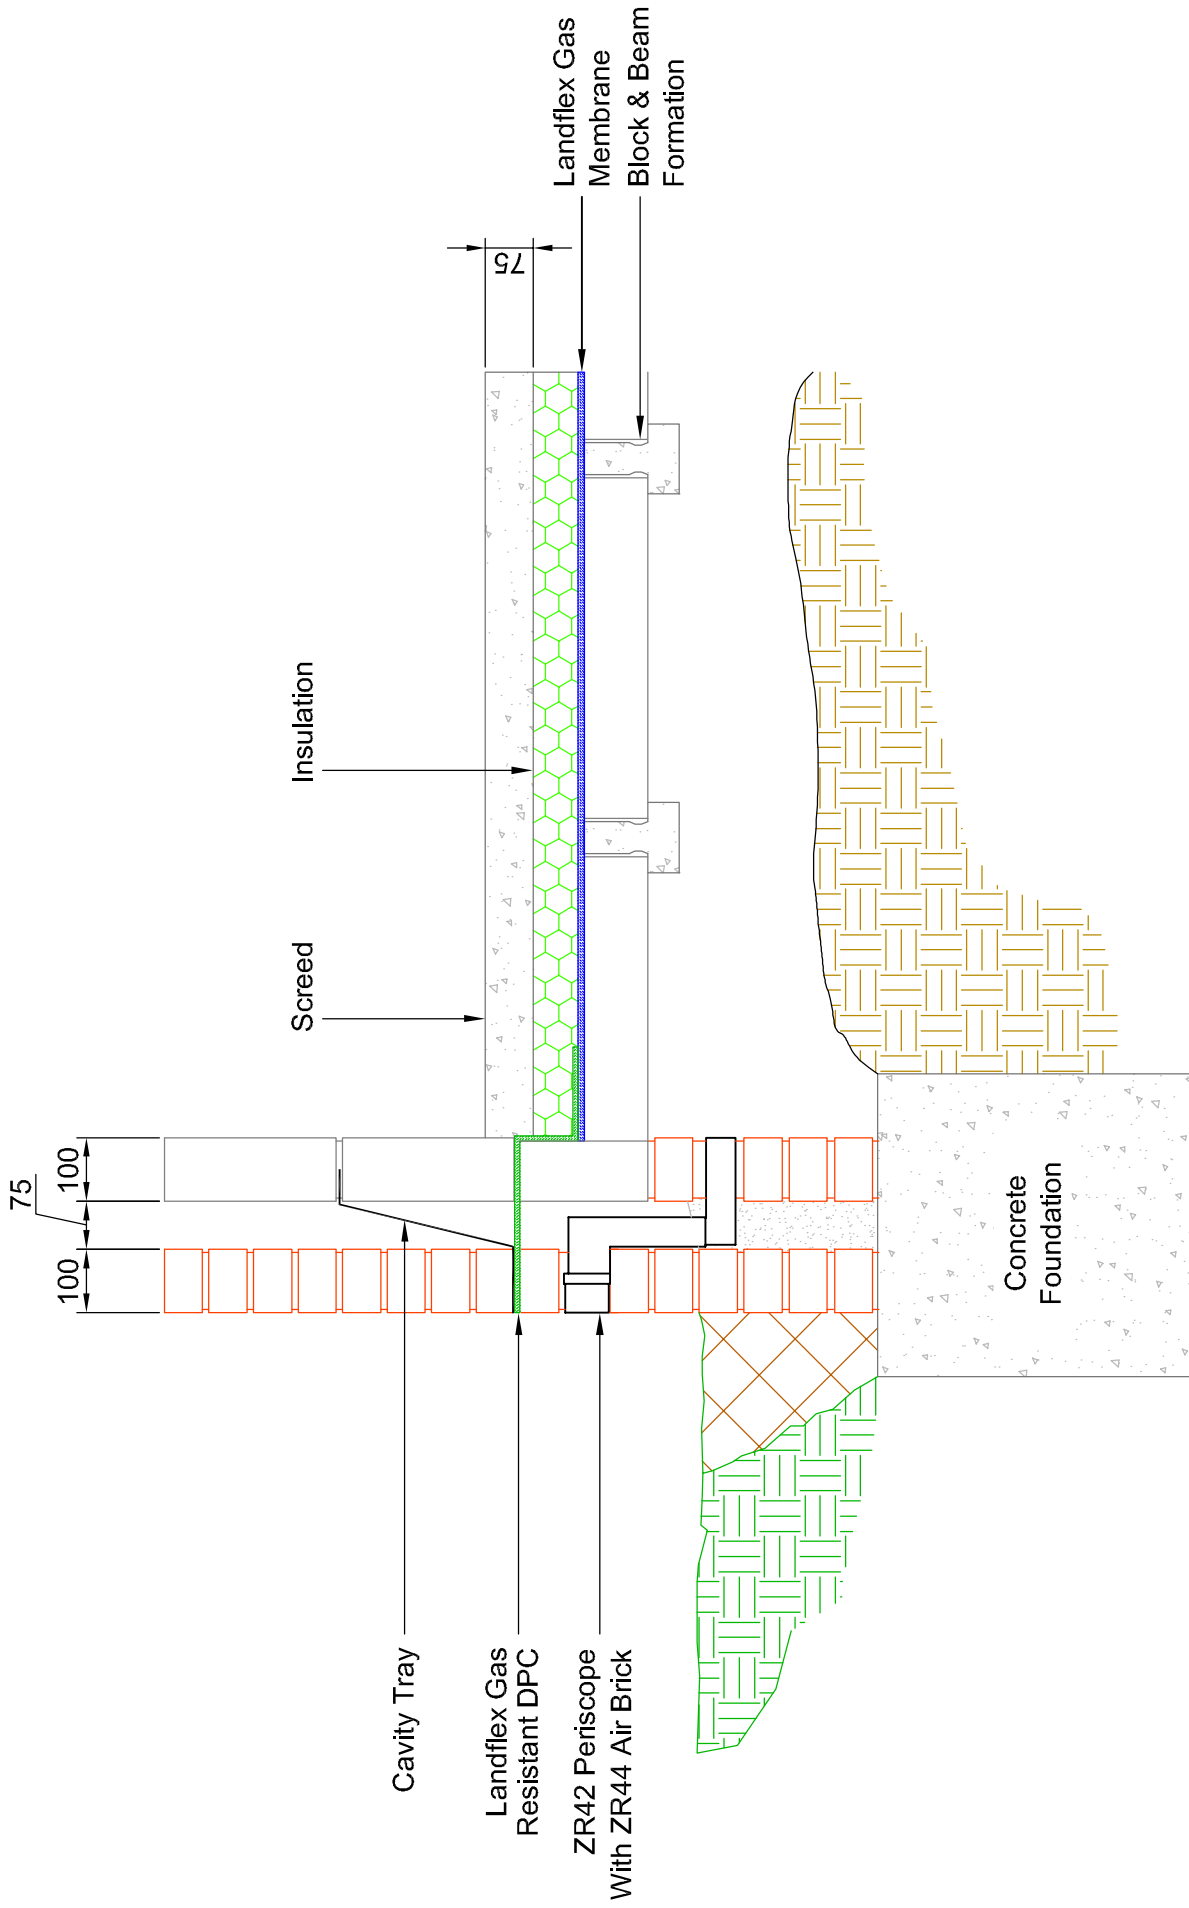 Cavity Tray
Landflex Gas
Resistant DPC
ZR42 Periscope
With ZR44 Air Brick
100
75
100
Screed
Insulation
75
Landflex Gas
Membrane
Block & Beam
Formation
Concrete
Foundation